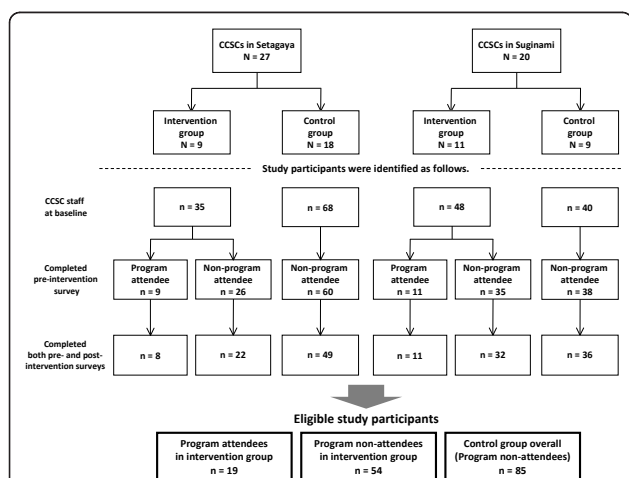 CCSCs in Setagaya
N = 27
CCSCs in Suginami
N = 20
Intervention
group
N = 9
Control
group
N = 18
Intervention
group
N = 11
Control
group
N = 9
Study participants were identified as follows.
CCSC staff
at baseline
n = 35
n = 68
n = 48
n = 40
Completed
pre-intervention
survey
Program
attendee
n = 9
Non-program
attendee
n = 26
Non-program
attendee
n = 60
Program
attendee
n = 11
Non-program
attendee
n = 35
Non-program
attendee
n = 38
Completed
both pre- and post-
intervention surveys
n = 8
n = 22
n = 49
n = 11
n = 32
n = 36
Eligible study participants
Program attendees
in intervention group
n = 19
Program non-attendees
in intervention group
n = 54
Control group overall
(Program non-attendees)
n = 85